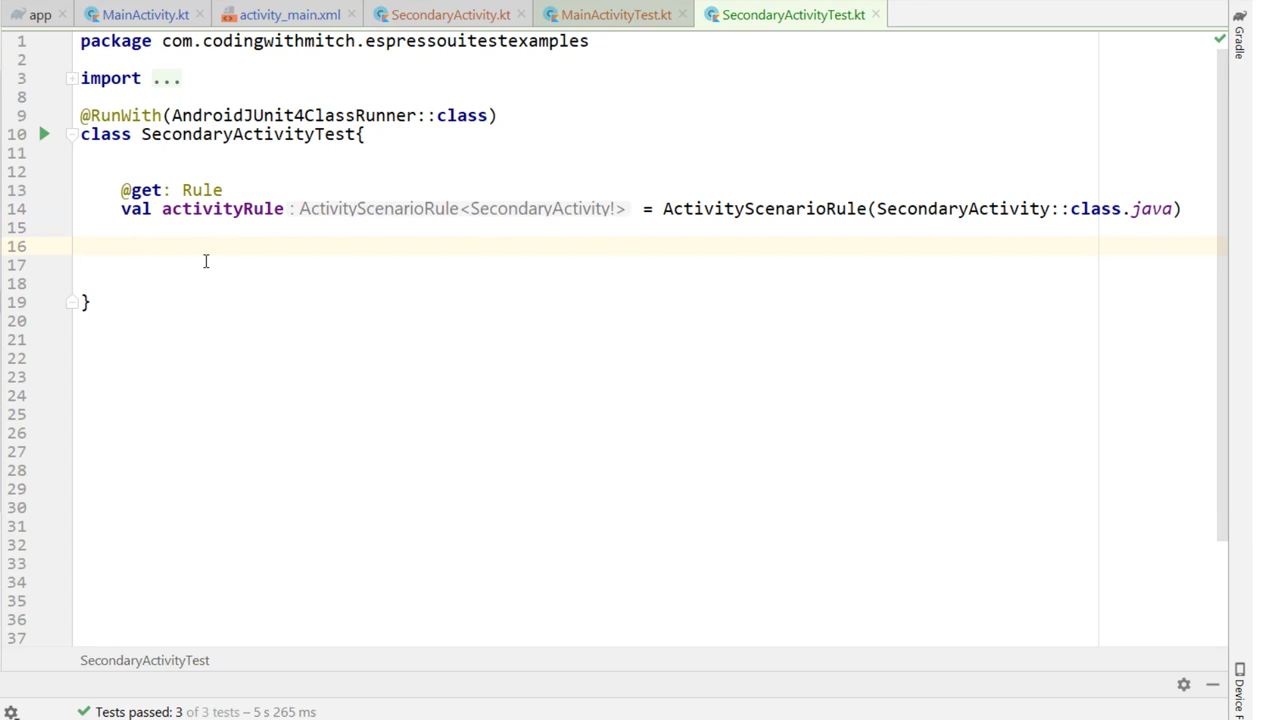 app MainActivity.kt activity_main.xml SecondaryActivity.kt MainActivityTest.kt SecondaryActivityTest.kt
1 package com.codingwithmitch.espressouitestexamples
2
3 import ...
8
9 @RunWith(AndroidJUnit4ClassRunner::class)
10 class SecondaryActivityTest{
11
12
13 @get: Rule
14 val activityRule : ActivityScenarioRule<SecondaryActivity!> = ActivityScenarioRule(SecondaryActivity::class.java)
15
16
17
18
19 }
20
21
22
23
24
25
26
27
28
29
30
31
32
33
34
35
36
37
SecondaryActivityTest
Tests passed: 3 of 3 tests – 5 s 265 ms
Gradle
Device F